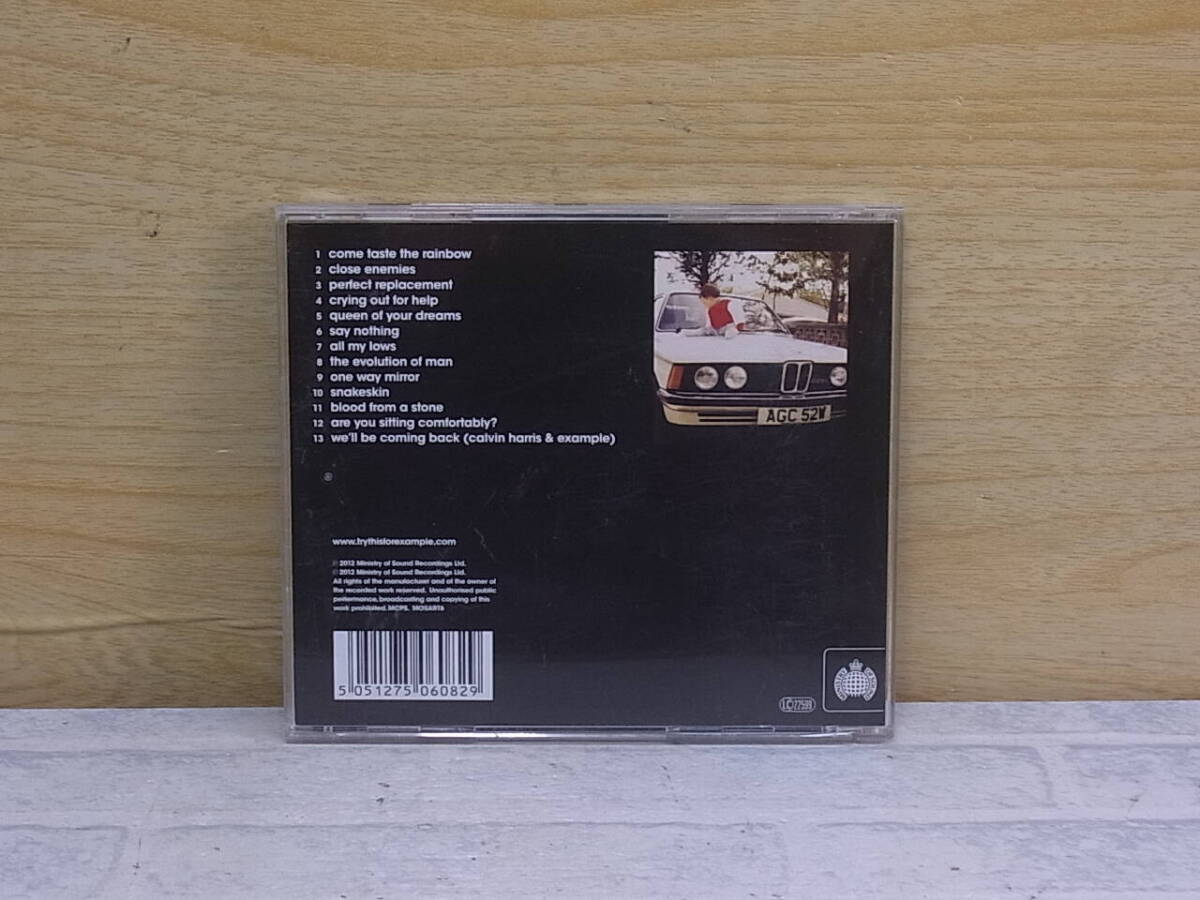 1 come taste the rainbow
2 close enemies
3 perfect replacement
4 crying out for help
5 queen of your dreams
6 say nothing
7 all my lows
8 the evolution of man
9 one way mirror
10 snakeskin
11 blood from a stone
12 are you sitting comfortably?
13 we'll be coming back (calvin harris & example)
AGC 52W
www.trythisforexample.com
℗ 2012 Ministry of Sound Recordings Ltd.
© 2012 Ministry of Sound Recordings Ltd.
All rights of the manufacturer and of the owner of
the recorded work reserved. Unauthorised public
performance, broadcasting and copying of this
work prohibited. MCPS. MOSART6
5 051275 060829
LC 27599